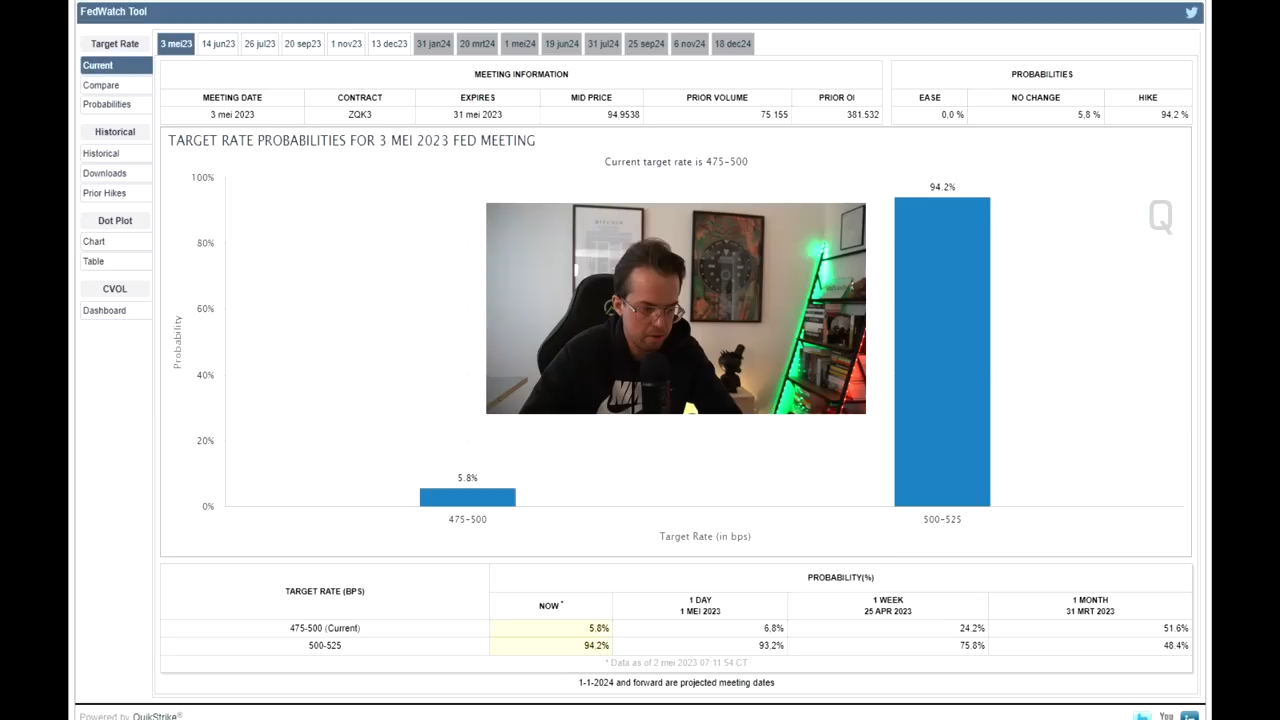 FedWatch Tool
Target Rate
Current
Compare
Probabilities
Historical
Historical
Downloads
Prior Hikes
Dot Plot
Chart
Table
CVOL
Dashboard
3 mei23 14 jun23 26 jul23 20 sep23 1 nov23 13 dec23 31 jan24 20 mrt24 1 mei24 19 jun24 31 jul24 25 sep24 6 nov24 18 dec24
MEETING INFORMATION
MEETING DATE CONTRACT EXPIRES MID PRICE PRIOR VOLUME PRIOR OI
3 mei 2023 ZQK3 31 mei 2023 94.9538 75.155 381.532
PROBABILITIES
EASE NO CHANGE HIKE
0,0 % 5,8 % 94,2 %
TARGET RATE PROBABILITIES FOR 3 MEI 2023 FED MEETING
Current target rate is 475-500
Q
100%
80%
60%
40%
20%
0%
Probability
5.8%
94.2%
BITCOIN
475-500 500-525
Target Rate (in bps)
TARGET RATE (BPS) PROBABILITY(%)
NOW * 1 DAY 1 WEEK 1 MONTH
1 MEI 2023 25 APR 2023 31 MRT 2023
475-500 (Current) 5,8% 6,8% 24,2% 51,6%
500-525 94,2% 93,2% 75,8% 48,4%
* Data as of 2 mei 2023 07:11:54 CT
1-1-2024 and forward are projected meeting dates
Powered by QuikStrike®
You
in